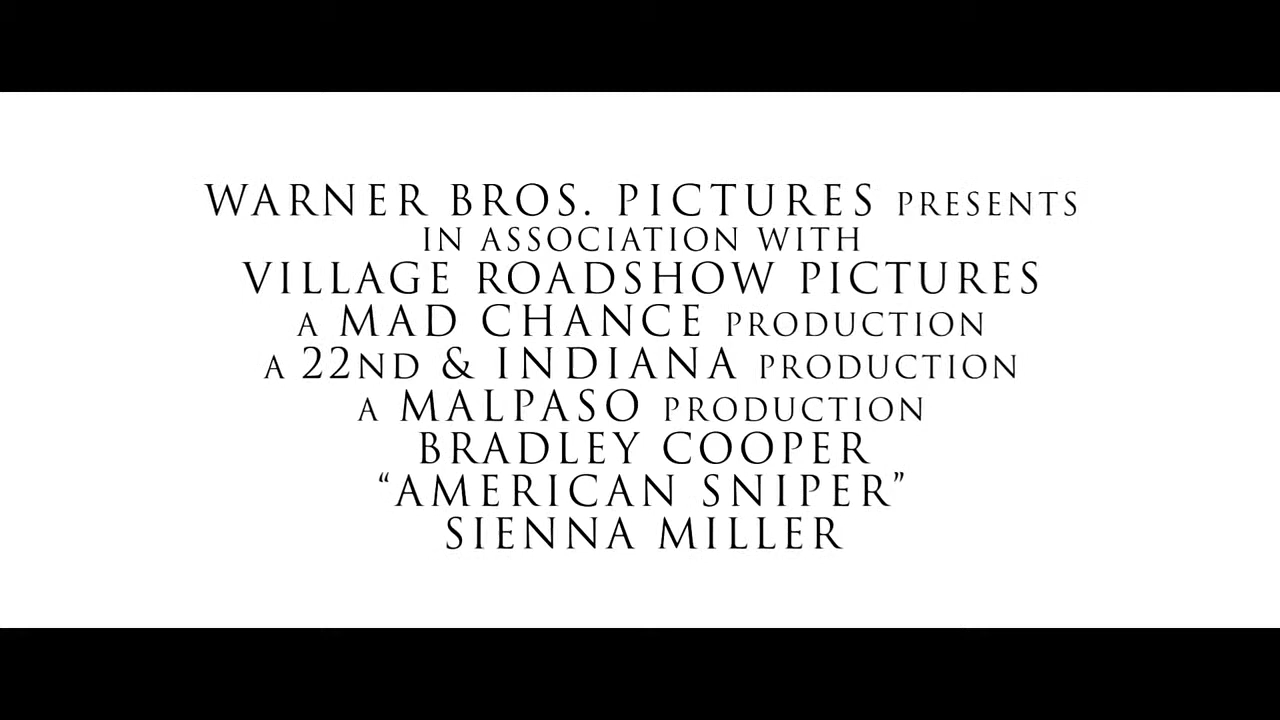 WARNER BROS. PICTURES PRESENTS
IN ASSOCIATION WITH
VILLAGE ROADSHOW PICTURES
A MAD CHANCE PRODUCTION
A 22ND & INDIANA PRODUCTION
A MALPASO PRODUCTION
BRADLEY COOPER
“AMERICAN SNIPER”
SIENNA MILLER